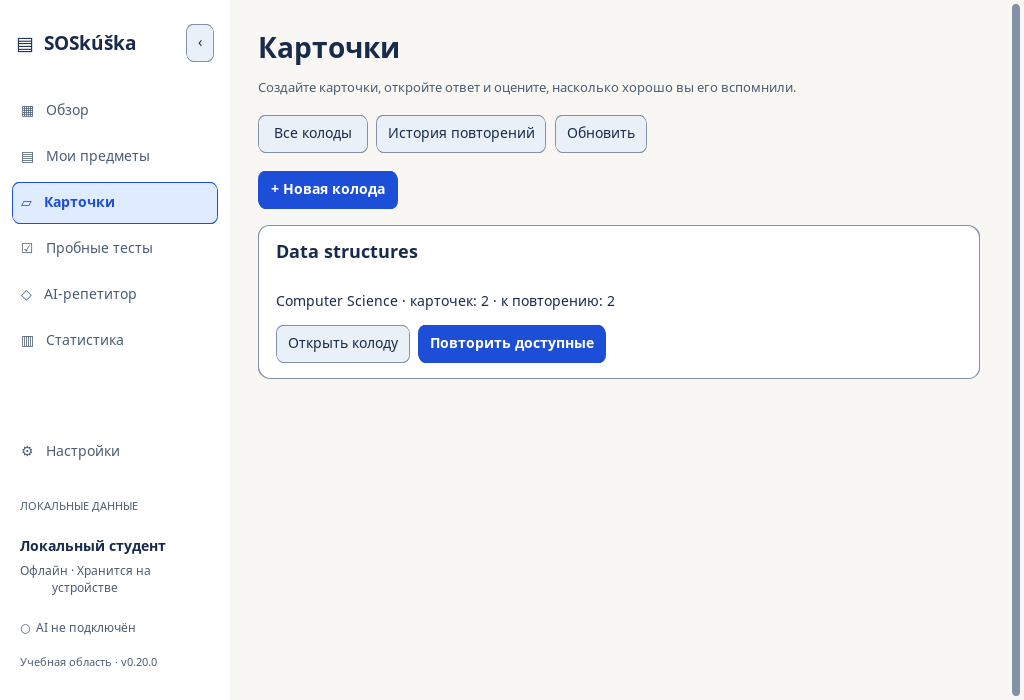 SOSkúška
‹
Обзор
Мои предметы
Карточки
Пробные тесты
AI-репетитор
Статистика
Настройки
ЛОКАЛЬНЫЕ ДАННЫЕ
Локальный студент
Офлайн · Хранится на
устройстве
AI не подключён
Учебная область · v0.20.0
Карточки
Создайте карточки, откройте ответ и оцените, насколько хорошо вы его вспомнили.
Все колоды
История повторений
Обновить
+ Новая колода
Data structures
Computer Science · карточек: 2 · к повторению: 2
Открыть колоду
Повторить доступные